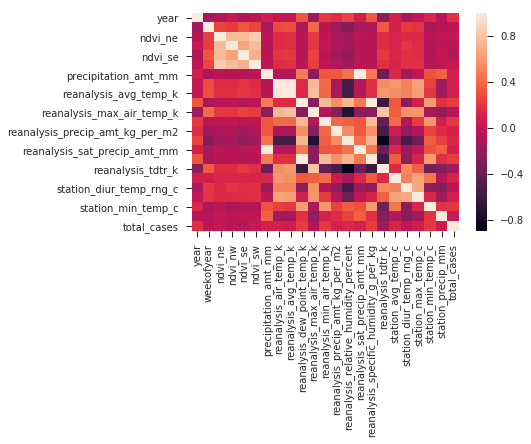 year
ndvi_ne
ndvi_se
precipitation_amt_mm
reanalysis_avg_temp_k
reanalysis_max_air_temp_k
reanalysis_precip_amt_kg_per_m2
reanalysis_sat_precip_amt_mm
reanalysis_tdtr_k
station_diur_temp_rng_c
station_min_temp_c
total_cases
0.8
0.4
0.0
−0.4
−0.8
year
weekofyear
ndvi_ne
ndvi_nw
ndvi_se
ndvi_sw
precipitation_amt_mm
reanalysis_air_temp_k
reanalysis_avg_temp_k
reanalysis_dew_point_temp_k
reanalysis_max_air_temp_k
reanalysis_min_air_temp_k
reanalysis_precip_amt_kg_per_m2
reanalysis_relative_humidity_percent
reanalysis_sat_precip_amt_mm
reanalysis_specific_humidity_g_per_kg
reanalysis_tdtr_k
station_avg_temp_c
station_diur_temp_rng_c
station_max_temp_c
station_min_temp_c
station_precip_mm
total_cases